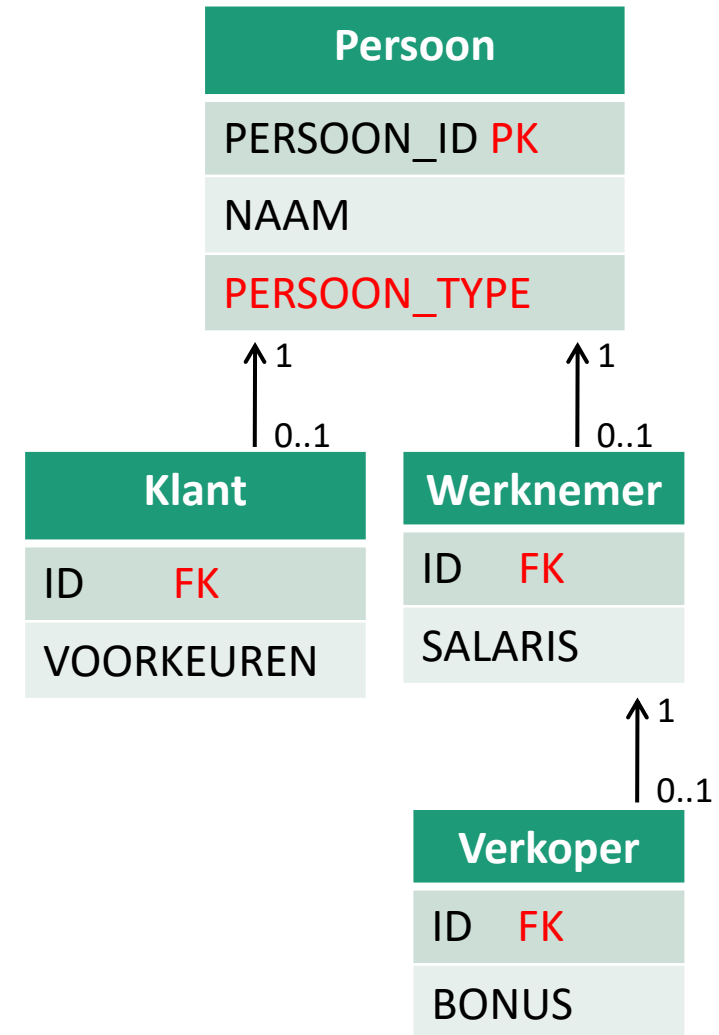 Persoon
PERSOON_ID PK
NAAM
PERSOON_TYPE
1
1
0..1
0..1
Klant
ID FK
VOORKEUREN
Werknemer
ID FK
SALARIS
1
0..1
Verkoper
ID FK
BONUS